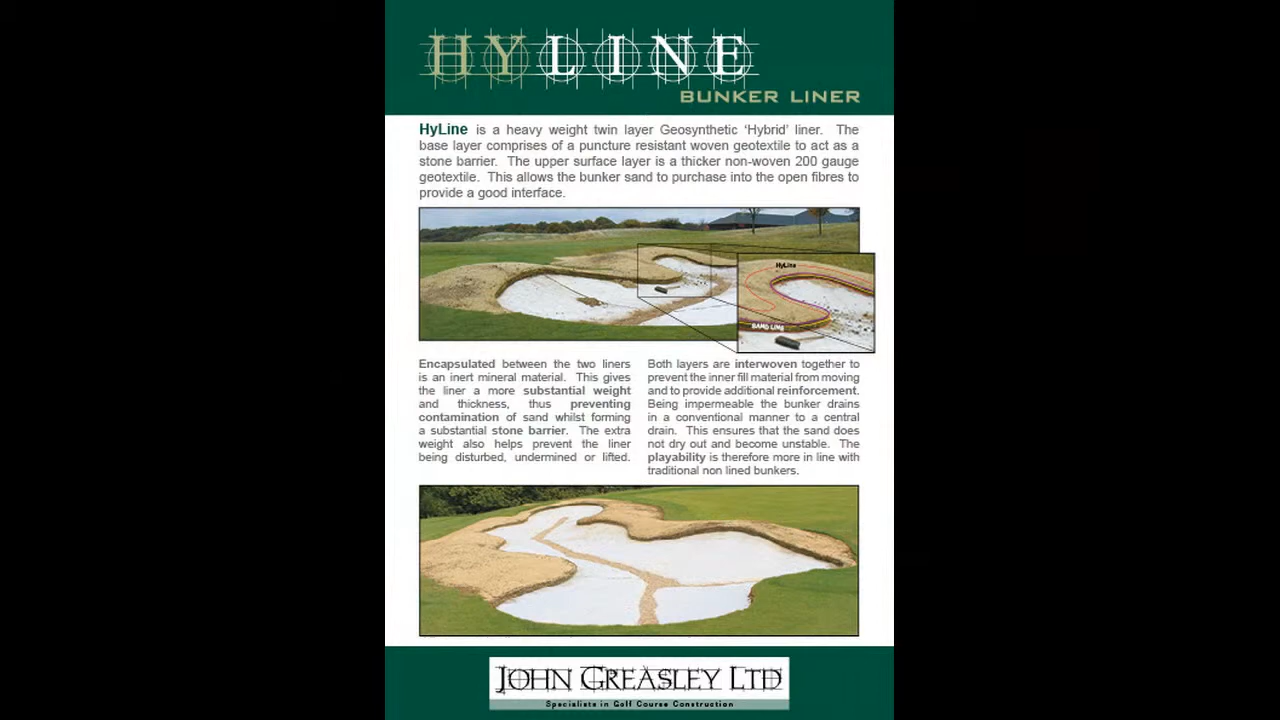 HYLINE
BUNKER LINER
HyLine is a heavy weight twin layer Geosynthetic ‘Hybrid’ liner. The
base layer comprises of a puncture resistant woven geotextile to act as a
stone barrier. The upper surface layer is a thicker non-woven 200 gauge
geotextile. This allows the bunker sand to purchase into the open fibres to
provide a good interface.
HyLine
SAND LINE
Encapsulated between the two liners
is an inert mineral material. This gives
the liner a more substantial weight
and thickness, thus preventing
contamination of sand whilst forming
a substantial stone barrier. The extra
weight also helps prevent the liner
being disturbed, undermined or lifted.
Both layers are interwoven together to
prevent the inner fill material from moving
and to provide additional reinforcement.
Being impermeable the bunker drains
in a conventional manner to a central
drain. This ensures that the sand does
not dry out and become unstable. The
playability is therefore more in line with
traditional non lined bunkers.
JOHN GREASLEY LTD
Specialists in Golf Course Construction